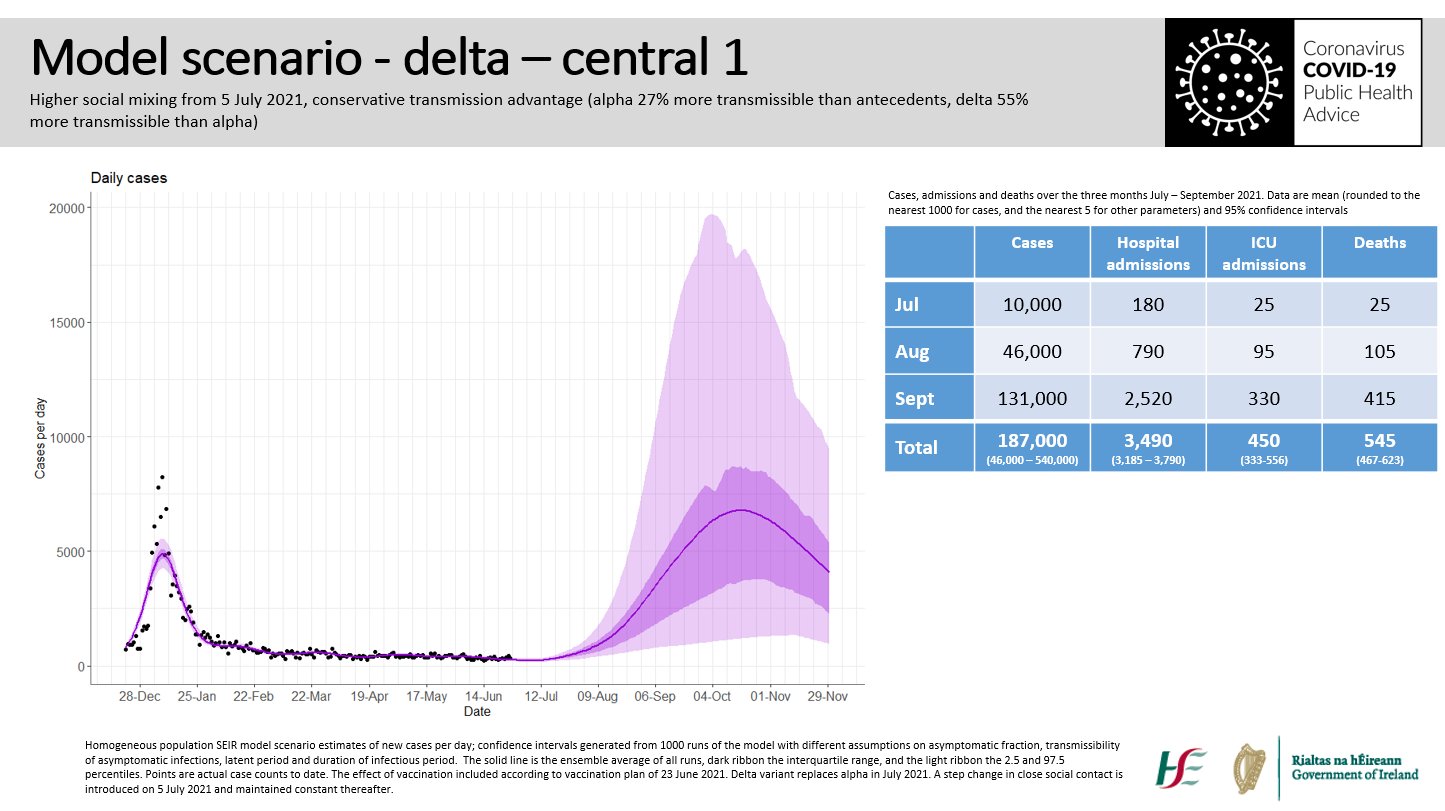 Model scenario - delta – central 1
Higher social mixing from 5 July 2021, conservative transmission advantage (alpha 27% more transmissible than antecedents, delta 55%
more transmissible than alpha)
Coronavirus
COVID-19
Public Health
Advice
Daily cases
20000
15000
10000
5000
0
Cases per day
28-Dec 25-Jan 22-Feb 22-Mar 19-Apr 17-May 14-Jun 12-Jul 09-Aug 06-Sep 04-Oct 01-Nov 29-Nov
Date
Cases, admissions and deaths over the three months July – September 2021. Data are mean (rounded to the
nearest 1000 for cases, and the nearest 5 for other parameters) and 95% confidence intervals
Cases Hospital admissions ICU admissions Deaths
Jul 10,000 180 25 25
Aug 46,000 790 95 105
Sept 131,000 2,520 330 415
Total 187,000 3,490 450 545
(46,000 – 540,000) (3,185 – 3,790) (333-556) (467-623)
Homogeneous population SEIR model scenario estimates of new cases per day; confidence intervals generated from 1000 runs of the model with different assumptions on asymptomatic fraction, transmissibility
of asymptomatic infections, latent period and duration of infectious period. The solid line is the ensemble average of all runs, dark ribbon the interquartile range, and the light ribbon the 2.5 and 97.5
percentiles. Points are actual case counts to date. The effect of vaccination included according to vaccination plan of 23 June 2021. Delta variant replaces alpha in July 2021. A step change in close social contact is
introduced on 5 July 2021 and maintained constant thereafter.
HE
Rialtas na hÉireann
Government of Ireland